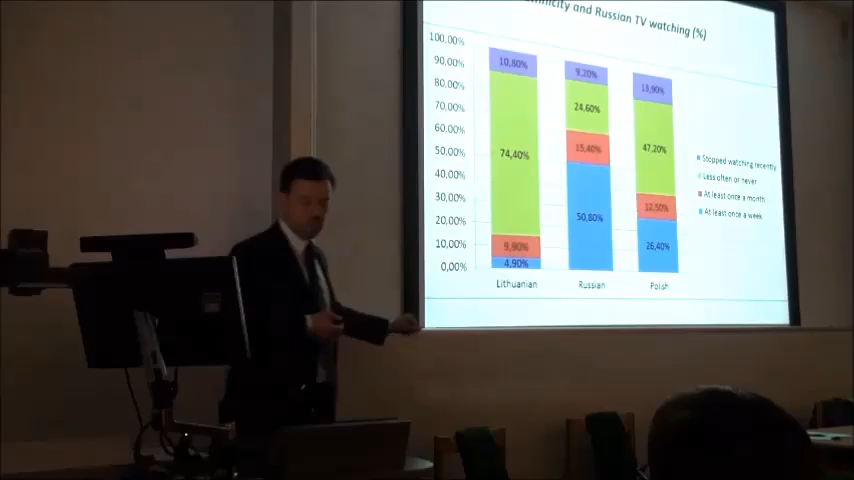 and Russian TV watching (%)
100,00%
90,00%
80,00%
70,00%
60,00%
50,00%
40,00%
30,00%
20,00%
10,00%
0,00%
10,80%
74,40%
9,90%
4,90%
9,20%
24,60%
15,40%
50,80%
13,90%
47,20%
12,50%
26,40%
Lithuanian
Russian
Polish
Stopped watching recently
Less often or never
At least once a month
At least once a week